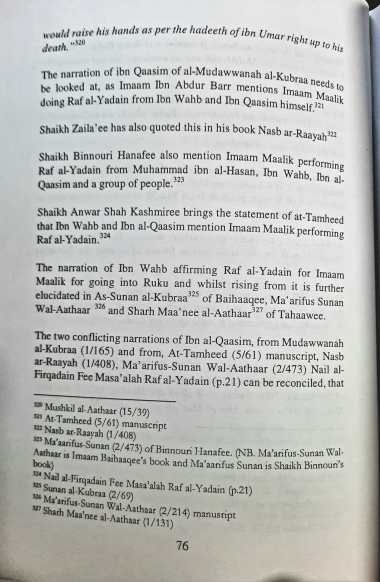 would raise his hands as per the hadeeth of ibn Umar right up to his
death."320
The narration of ibn Qaasim of al-Mudawwanah al-Kubraa needs to
be looked at, as Imaam Ibn Abdur Barr mentions Imaam Maalik
doing Raf al-Yadain from Ibn Wahb and Ibn Qaasim himself.321
Shaikh Zaila'ee has also quoted this in his book Nasb ar-Raayah322
Shaikh Binnouri Hanafee also mention Imaam Maalik performing
Raf al-Yadain from Muhammad ibn al-Hasan, Ibn Wahb, Ibn al-
Qaasim and a group of people.323
Shaikh Anwar Shah Kashmiree brings the statement of at-Tamheed
that Ibn Wahb and Ibn al-Qaasim mention Imaam Maalik performing
Raf al-Yadain.324
The narration of Ibn Wahb affirming Raf al-Yadain for Imaam
Maalik for going into Ruku and whilst rising from it is further
elucidated in As-Sunan al-Kubraa325 of Baihaaqee, Ma'arifus Sunan
Wal-Aathaar 326 and Sharh Maa'nee al-Aathaar327 of Tahaawee.
The two conflicting narrations of Ibn al-Qaasim, from Mudawwanah
al-Kubraa (1/165) and from, At-Tamheed (5/61) manuscript, Nasb
ar-Raayah (1/408), Ma'arifus-Sunan Wal-Aathaar (2/473) Nail al-
Firqadain Fee Masa'alah Raf al-Yadain (p.21) can be reconciled, that
320 Mushkil al-Aathaar (15/39)
321 At-Tamheed (5/61) manuscript
322 Nasb ar-Raayah (1/408)
323 Ma'aarifus-Sunan (2/473) of Binnouri Hanafee. (NB. Ma'arifus-Sunan Wal-
Aathaar is Imaam Baihaaqee's book and Ma'aarifus Sunan is Shaikh Binnouri's
book)
324 Nail al-Firqadain Fee Masa'alah Raf al-Yadain (p.21)
325 Sunan al-Kubraa (2/69)
326 Ma'arifus-Sunan Wal-Aathaar (2/214) manustipt
327 Sharh Maa'nee al-Aathaar (1/131)
76